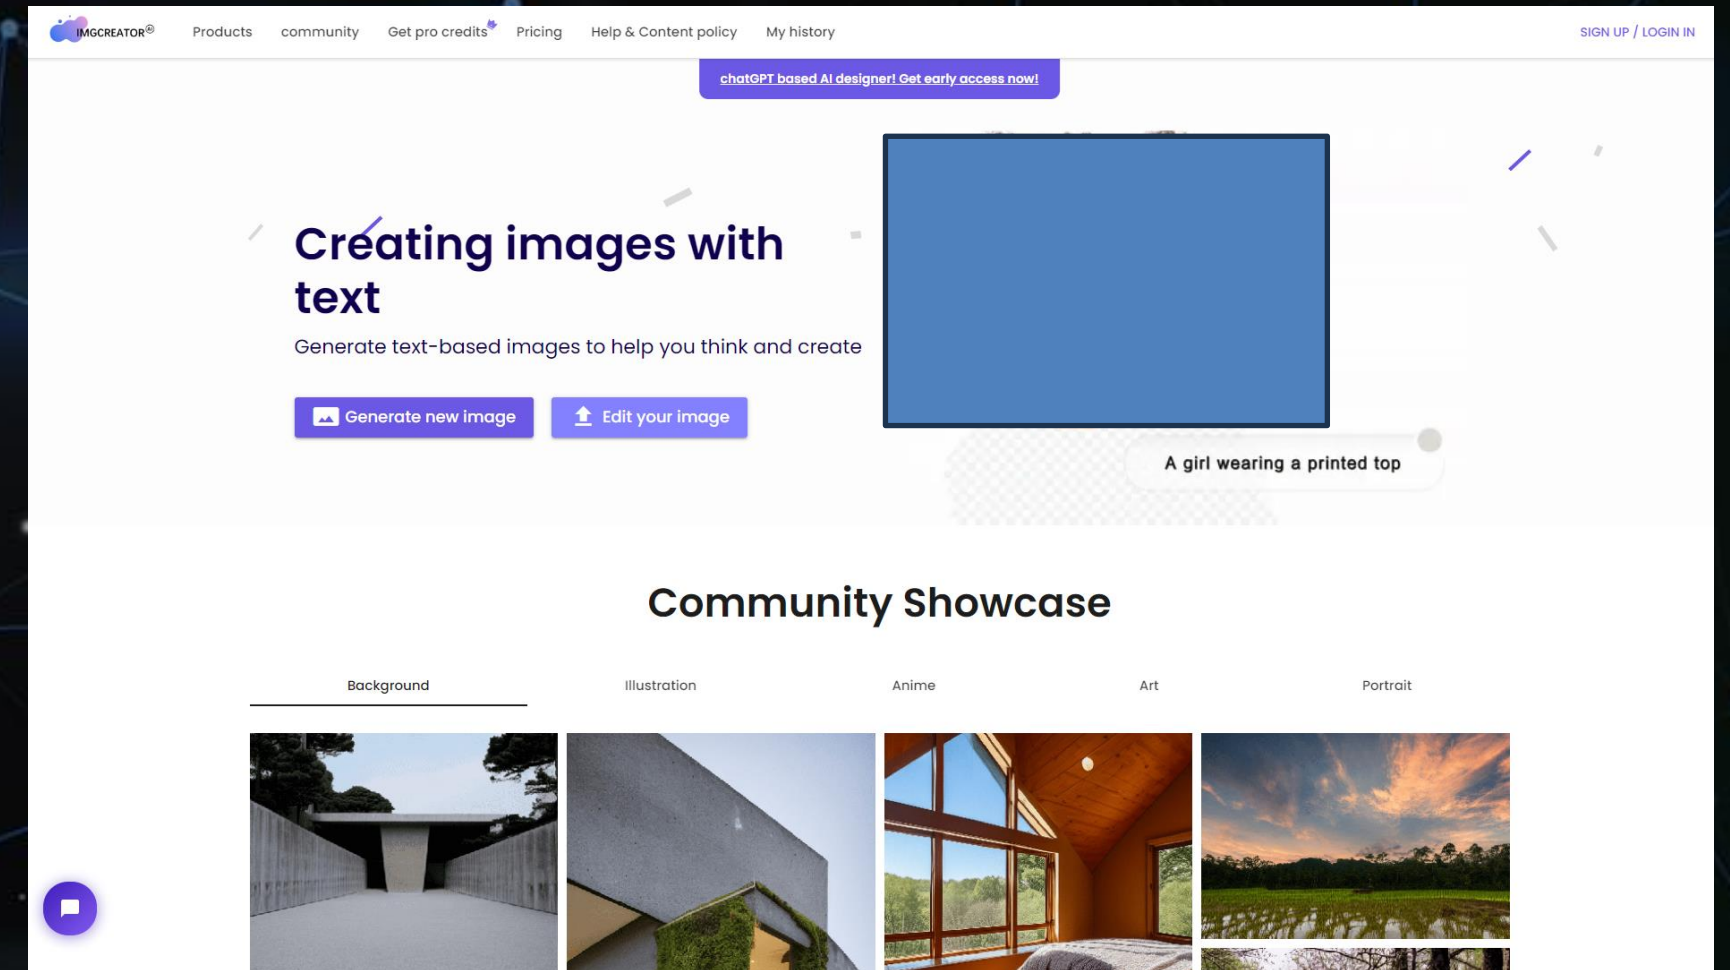 IMGCREATOR
Products
community
Get pro credits
Pricing
Help & Content policy
My history
SIGN UP / LOGIN IN
chatGPT based AI designer! Get early access now!
Creating images with
text
Generate text-based images to help you think and create
Generate new image
Edit your image
A girl wearing a printed top
Community Showcase
Background
Illustration
Anime
Art
Portrait